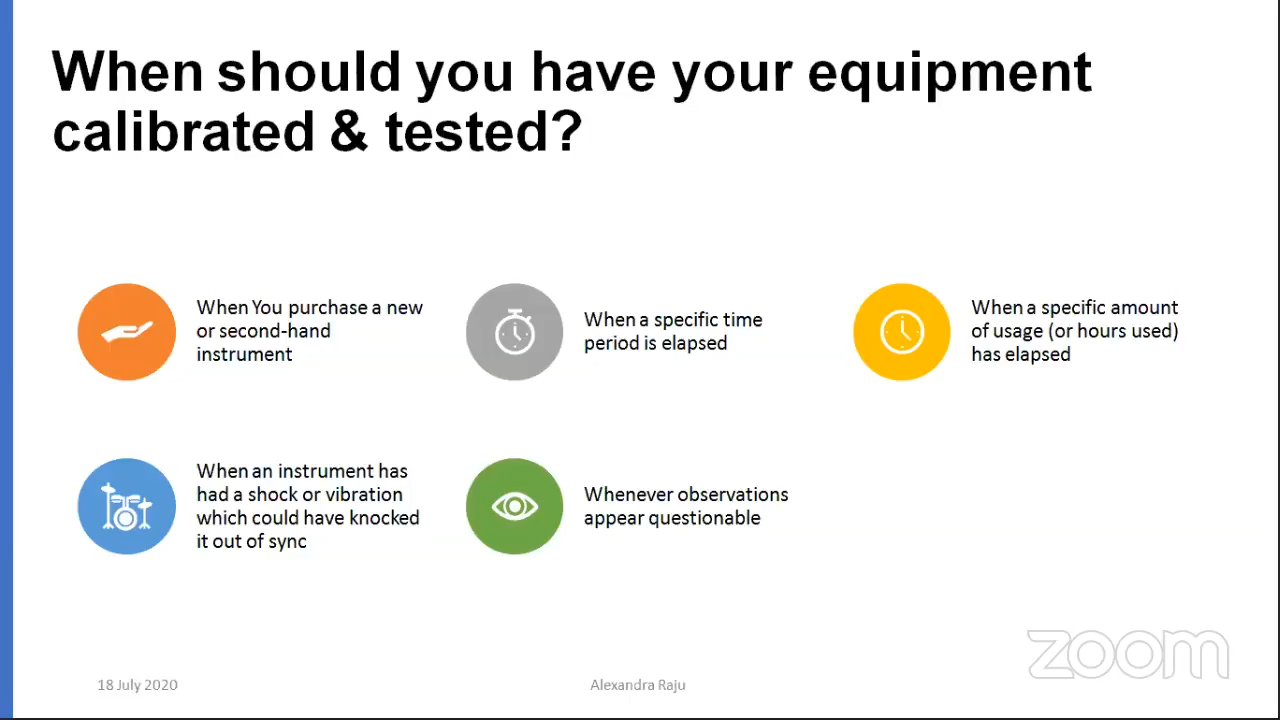 When should you have your equipment
calibrated & tested?
When You purchase a new
or second-hand
instrument
When a specific time
period is elapsed
When a specific amount
of usage (or hours used)
has elapsed
When an instrument has
had a shock or vibration
which could have knocked
it out of sync
Whenever observations
appear questionable
zoom
18 July 2020
Alexandra Raju